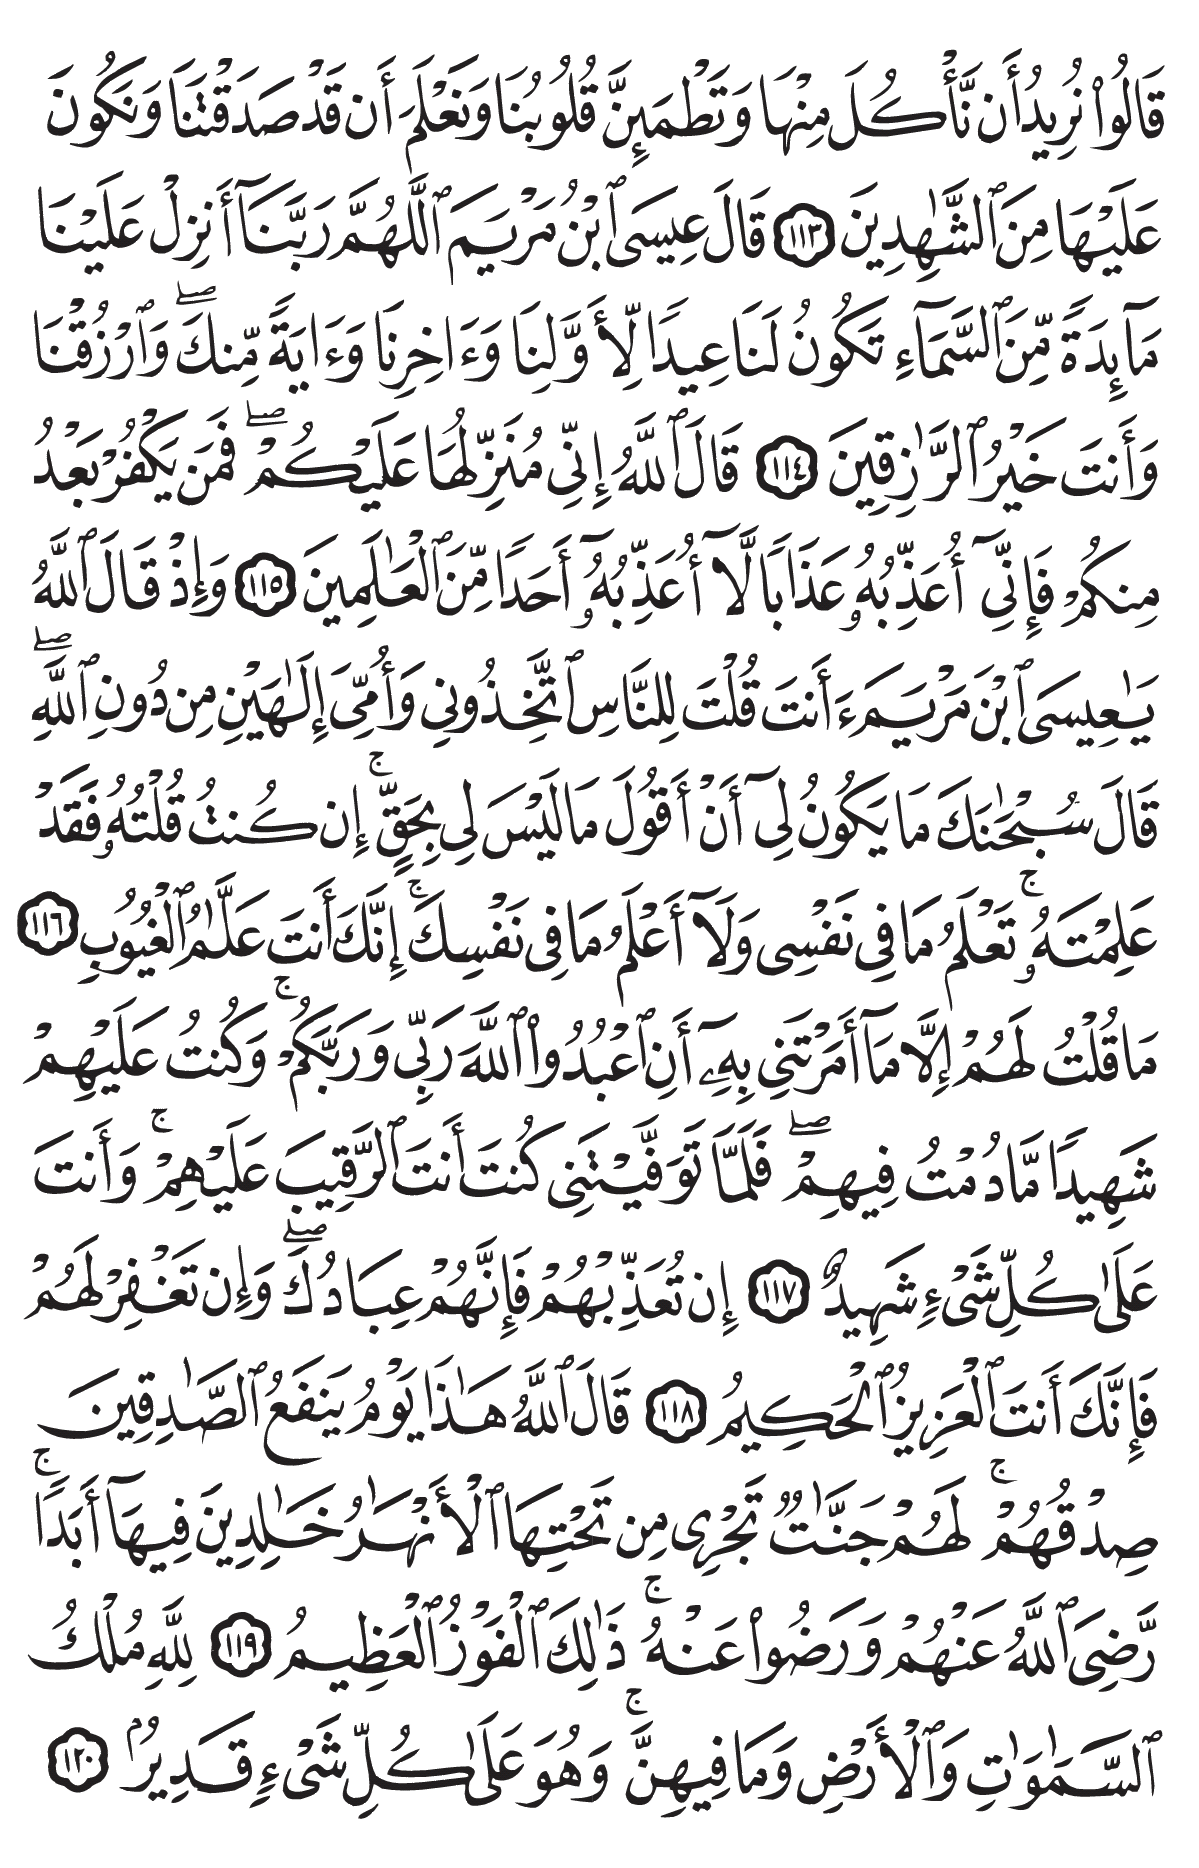 قَالُوا۟ نُرِيدُ أَن نَّأْكُلَ مِنْهَا وَتَطْمَئِنَّ قُلُوبُنَا وَنَعْلَمَ أَن قَدْ صَدَقْتَنَا وَنَكُونَ
عَلَيْهَا مِنَ ٱلشَّٰهِدِينَ ١١٣ قَالَ عِيسَى ٱبْنُ مَرْيَمَ ٱللَّهُمَّ رَبَّنَآ أَنزِلْ عَلَيْنَا
مَآئِدَةً مِّنَ ٱلسَّمَآءِ تَكُونُ لَنَا عِيدًا لِّأَوَّلِنَا وَءَاخِرِنَا وَءَايَةً مِّنكَ ۖ وَٱرْزُقْنَا
وَأَنتَ خَيْرُ ٱلرَّٰزِقِينَ ١١٤ قَالَ ٱللَّهُ إِنِّى مُنَزِّلُهَا عَلَيْكُمْ ۖ فَمَن يَكْفُرْ بَعْدُ
مِنكُمْ فَإِنِّىٓ أُعَذِّبُهُۥ عَذَابًا لَّآ أُعَذِّبُهُۥٓ أَحَدًا مِّنَ ٱلْعَٰلَمِينَ ١١٥ وَإِذْ قَالَ ٱللَّهُ
يَٰعِيسَى ٱبْنَ مَرْيَمَ ءَأَنتَ قُلْتَ لِلنَّاسِ ٱتَّخِذُونِى وَأُمِّىَ إِلَٰهَيْنِ مِن دُونِ ٱللَّهِ ۖ
قَالَ سُبْحَٰنَكَ مَا يَكُونُ لِىٓ أَنْ أَقُولَ مَا لَيْسَ لِى بِحَقٍّ ۚ إِن كُنتُ قُلْتُهُۥ فَقَدْ
عَلِمْتَهُۥ ۚ تَعْلَمُ مَا فِى نَفْسِى وَلَآ أَعْلَمُ مَا فِى نَفْسِكَ ۚ إِنَّكَ أَنتَ عَلَّٰمُ ٱلْغُيُوبِ ١١٦
مَا قُلْتُ لَهُمْ إِلَّا مَآ أَمَرْتَنِى بِهِۦٓ أَنِ ٱعْبُدُوا۟ ٱللَّهَ رَبِّى وَرَبَّكُمْ ۚ وَكُنتُ عَلَيْهِمْ
شَهِيدًا مَّا دُمْتُ فِيهِمْ ۖ فَلَمَّا تَوَفَّيْتَنِى كُنتَ أَنتَ ٱلرَّقِيبَ عَلَيْهِمْ ۚ وَأَنتَ
عَلَىٰ كُلِّ شَىْءٍ شَهِيدٌ ١١٧ إِن تُعَذِّبْهُمْ فَإِنَّهُمْ عِبَادُكَ ۖ وَإِن تَغْفِرْ لَهُمْ
فَإِنَّكَ أَنتَ ٱلْعَزِيزُ ٱلْحَكِيمُ ١١٨ قَالَ ٱللَّهُ هَٰذَا يَوْمُ يَنفَعُ ٱلصَّٰدِقِينَ
صِدْقُهُمْ ۚ لَهُمْ جَنَّٰتٌ تَجْرِى مِن تَحْتِهَا ٱلْأَنْهَٰرُ خَٰلِدِينَ فِيهَآ أَبَدًا ۚ
رَّضِىَ ٱللَّهُ عَنْهُمْ وَرَضُوا۟ عَنْهُ ۚ ذَٰلِكَ ٱلْفَوْزُ ٱلْعَظِيمُ ١١٩ لِلَّهِ مُلْكُ
ٱلسَّمَٰوَٰتِ وَٱلْأَرْضِ وَمَا فِيهِنَّ ۚ وَهُوَ عَلَىٰ كُلِّ شَىْءٍ قَدِيرٌۢ ١٢٠